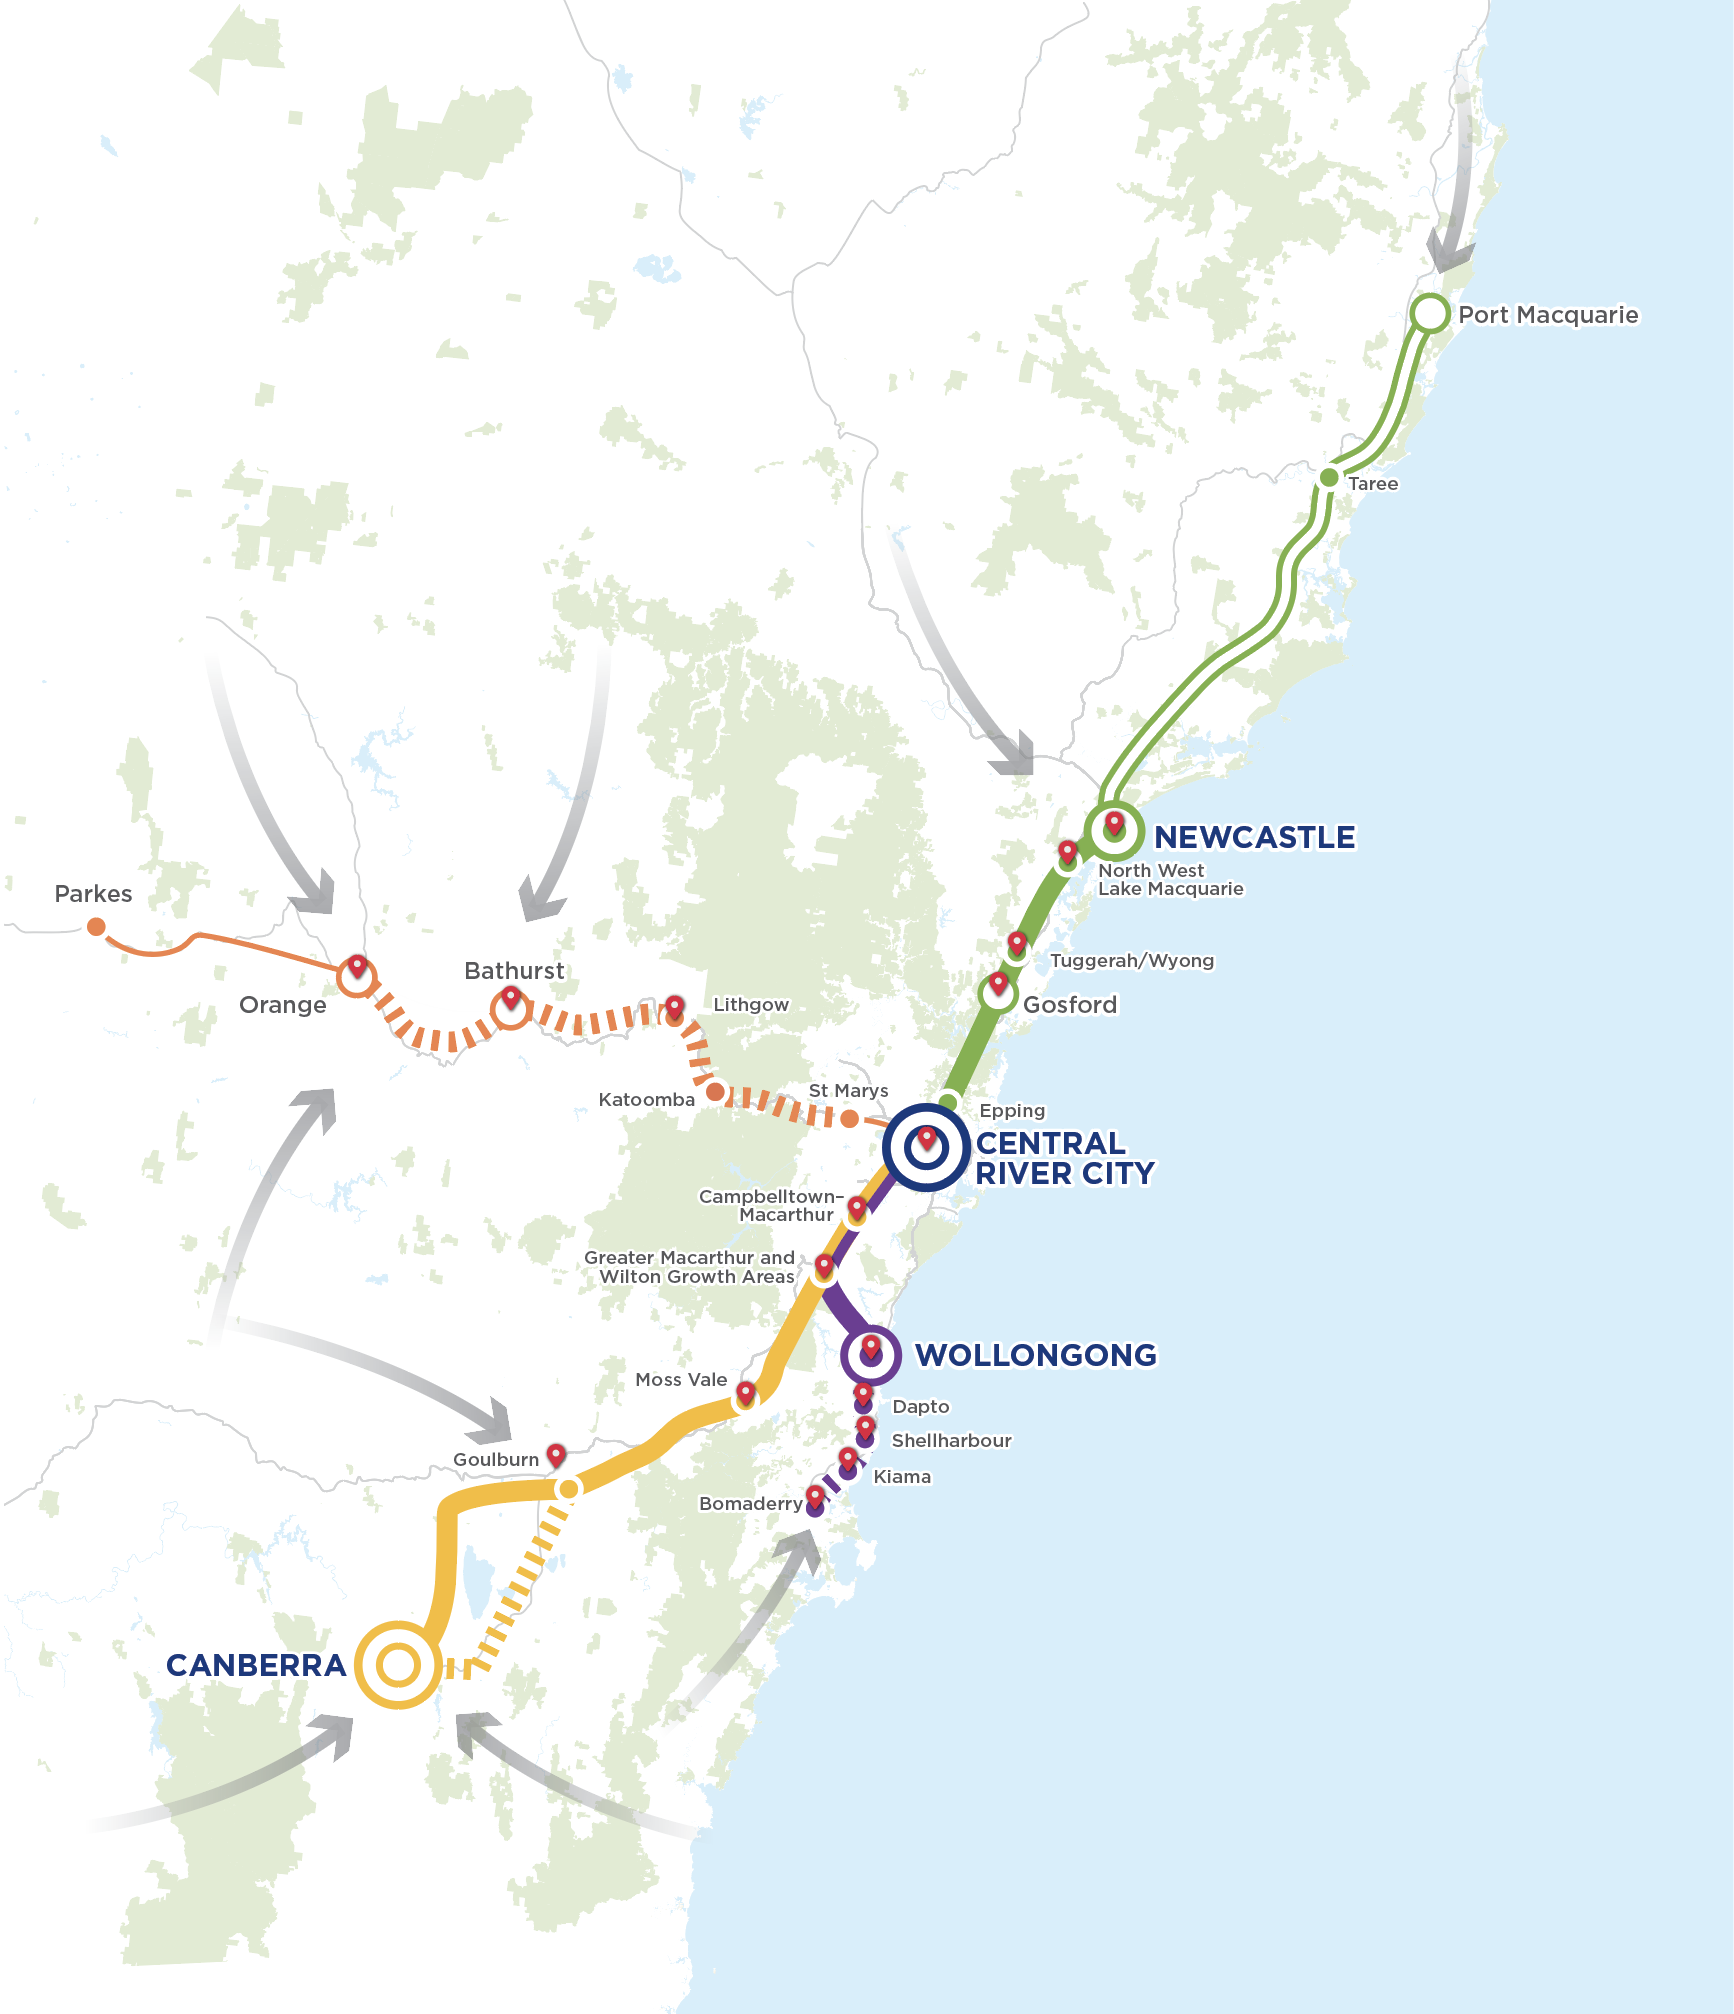 Port Macquarie
Taree
NEWCASTLE
North West
Lake Macquarie
Parkes
Tuggerah/Wyong
Bathurst
Orange
Lithgow
Gosford
Katoomba
St Marys
Epping
CENTRAL
RIVER CITY
Campbelltown–
Macarthur
Greater Macarthur and
Wilton Growth Areas
WOLLONGONG
Moss Vale
Dapto
Shellharbour
Goulburn
Kiama
Bomaderry
CANBERRA